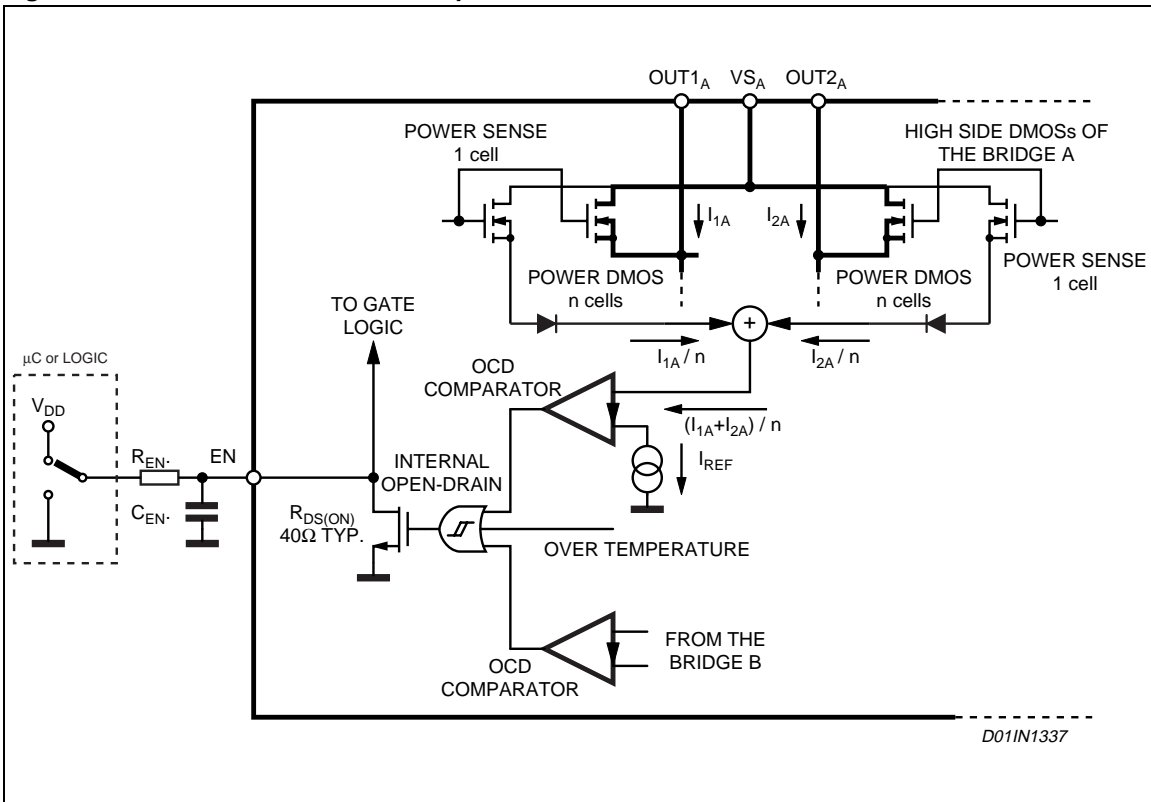 OUT1A VSA OUT2A
POWER SENSE
1 cell
HIGH SIDE DMOSs OF
THE BRIDGE A
I1A
I2A
POWER DMOS
n cells
POWER DMOS
n cells
POWER SENSE
1 cell
TO GATE
LOGIC
+
I1A / n
I2A / n
μC or LOGIC
VDD
OCD
COMPARATOR
(I1A+I2A) / n
IREF
REN.
EN
CEN.
INTERNAL
OPEN-DRAIN
RDS(ON)
40Ω TYP.
OVER TEMPERATURE
OCD
COMPARATOR
FROM THE
BRIDGE B
D01IN1337